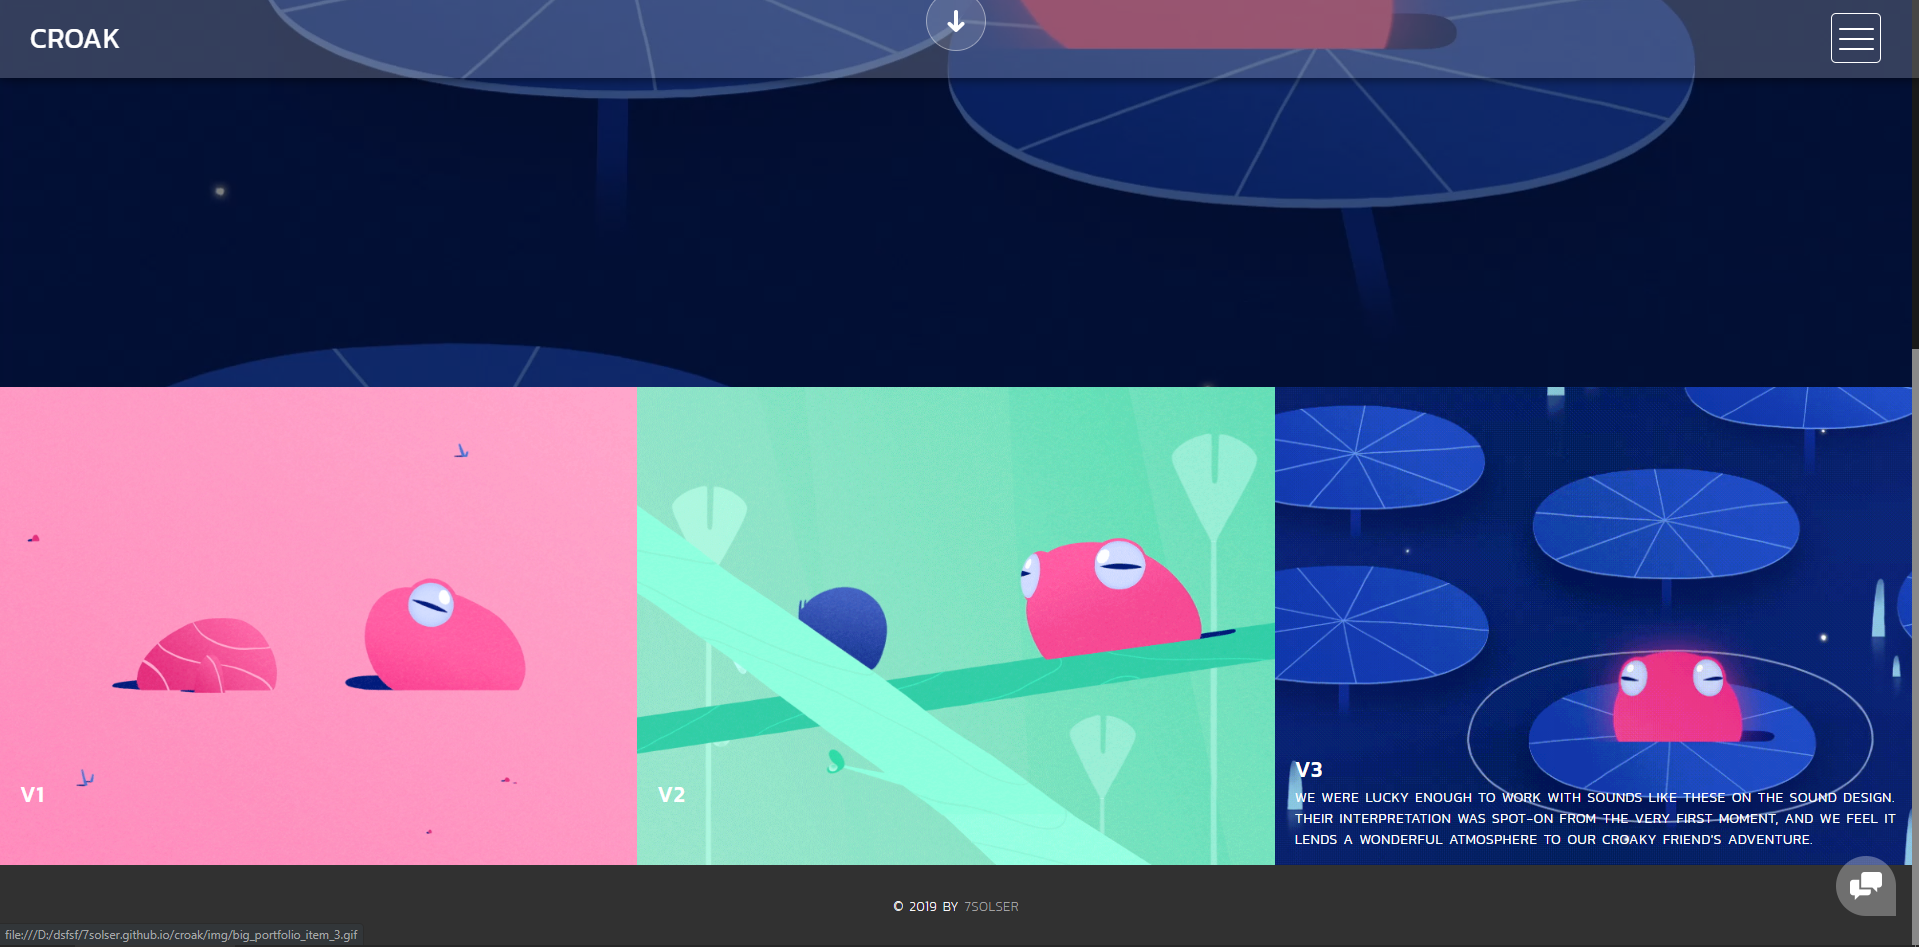 CROAK
V1
V2
V3
WE WERE LUCKY ENOUGH TO WORK WITH SOUNDS LIKE THESE ON THE SOUND DESIGN.
THEIR INTERPRETATION WAS SPOT-ON FROM THE VERY FIRST MOMENT, AND WE FEEL IT
LENDS A WONDERFUL ATMOSPHERE TO OUR CROAKY FRIEND'S ADVENTURE.
© 2019 BY 7SOLSER
file:///D:/dsfsf/7solser.github.io/croak/img/big_portfolio_item_3.gif